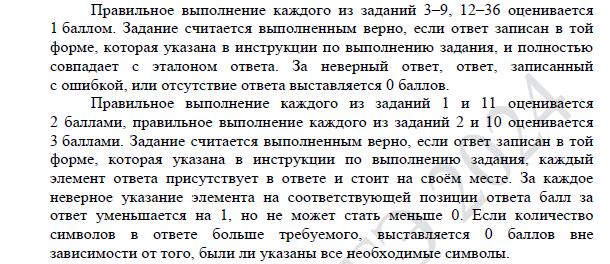 Правильное выполнение каждого из заданий 3–9, 12–36 оценивается
1 баллом. Задание считается выполненным верно, если ответ записан в той
форме, которая указана в инструкции по выполнению задания, и полностью
совпадает с эталоном ответа. За неверный ответ, ответ, записанный
с ошибкой, или отсутствие ответа выставляется 0 баллов.
Правильное выполнение каждого из заданий 1 и 11 оценивается
2 баллами, правильное выполнение каждого из заданий 2 и 10 оценивается
3 баллами. Задание считается выполненным верно, если ответ записан в той
форме, которая указана в инструкции по выполнению задания, каждый
элемент ответа присутствует в ответе и стоит на своём месте. За каждое
неверное указание элемента на соответствующей позиции ответа балл за
ответ уменьшается на 1, но не может стать меньше 0. Если количество
символов в ответе больше требуемого, выставляется 0 баллов вне
зависимости от того, были ли указаны все необходимые символы.
2024